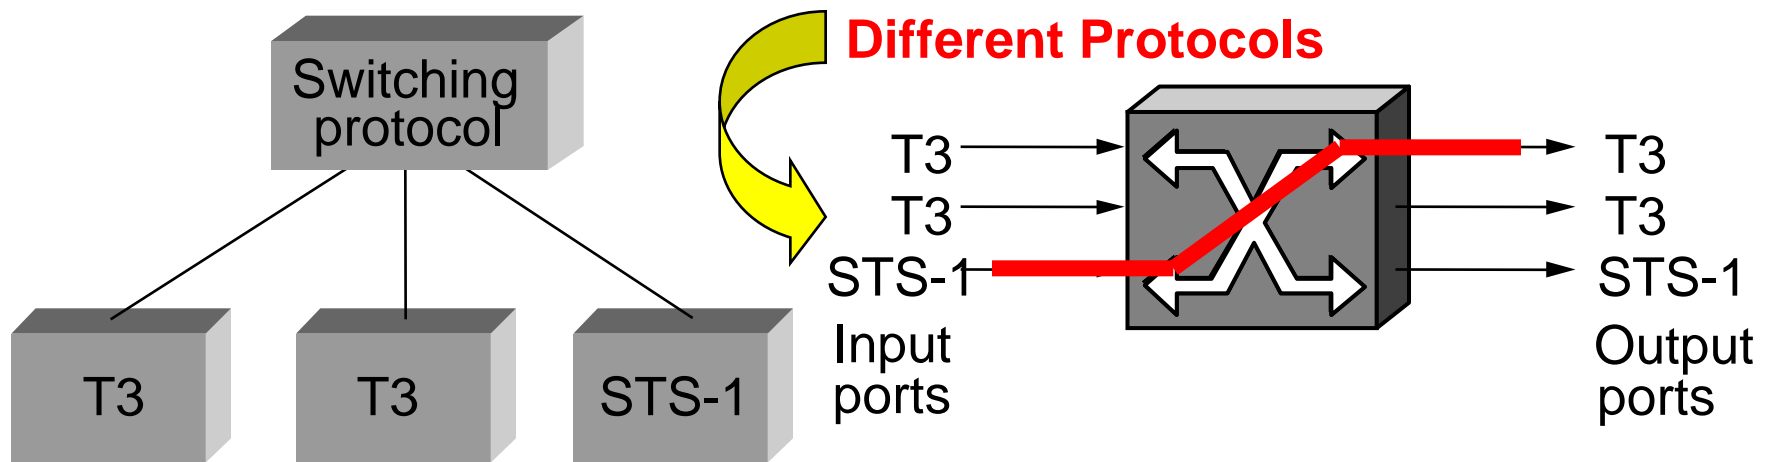 Switching
protocol
T3
T3
STS-1
Different Protocols
T3
T3
STS-1
Input
ports
T3
T3
STS-1
Output
ports